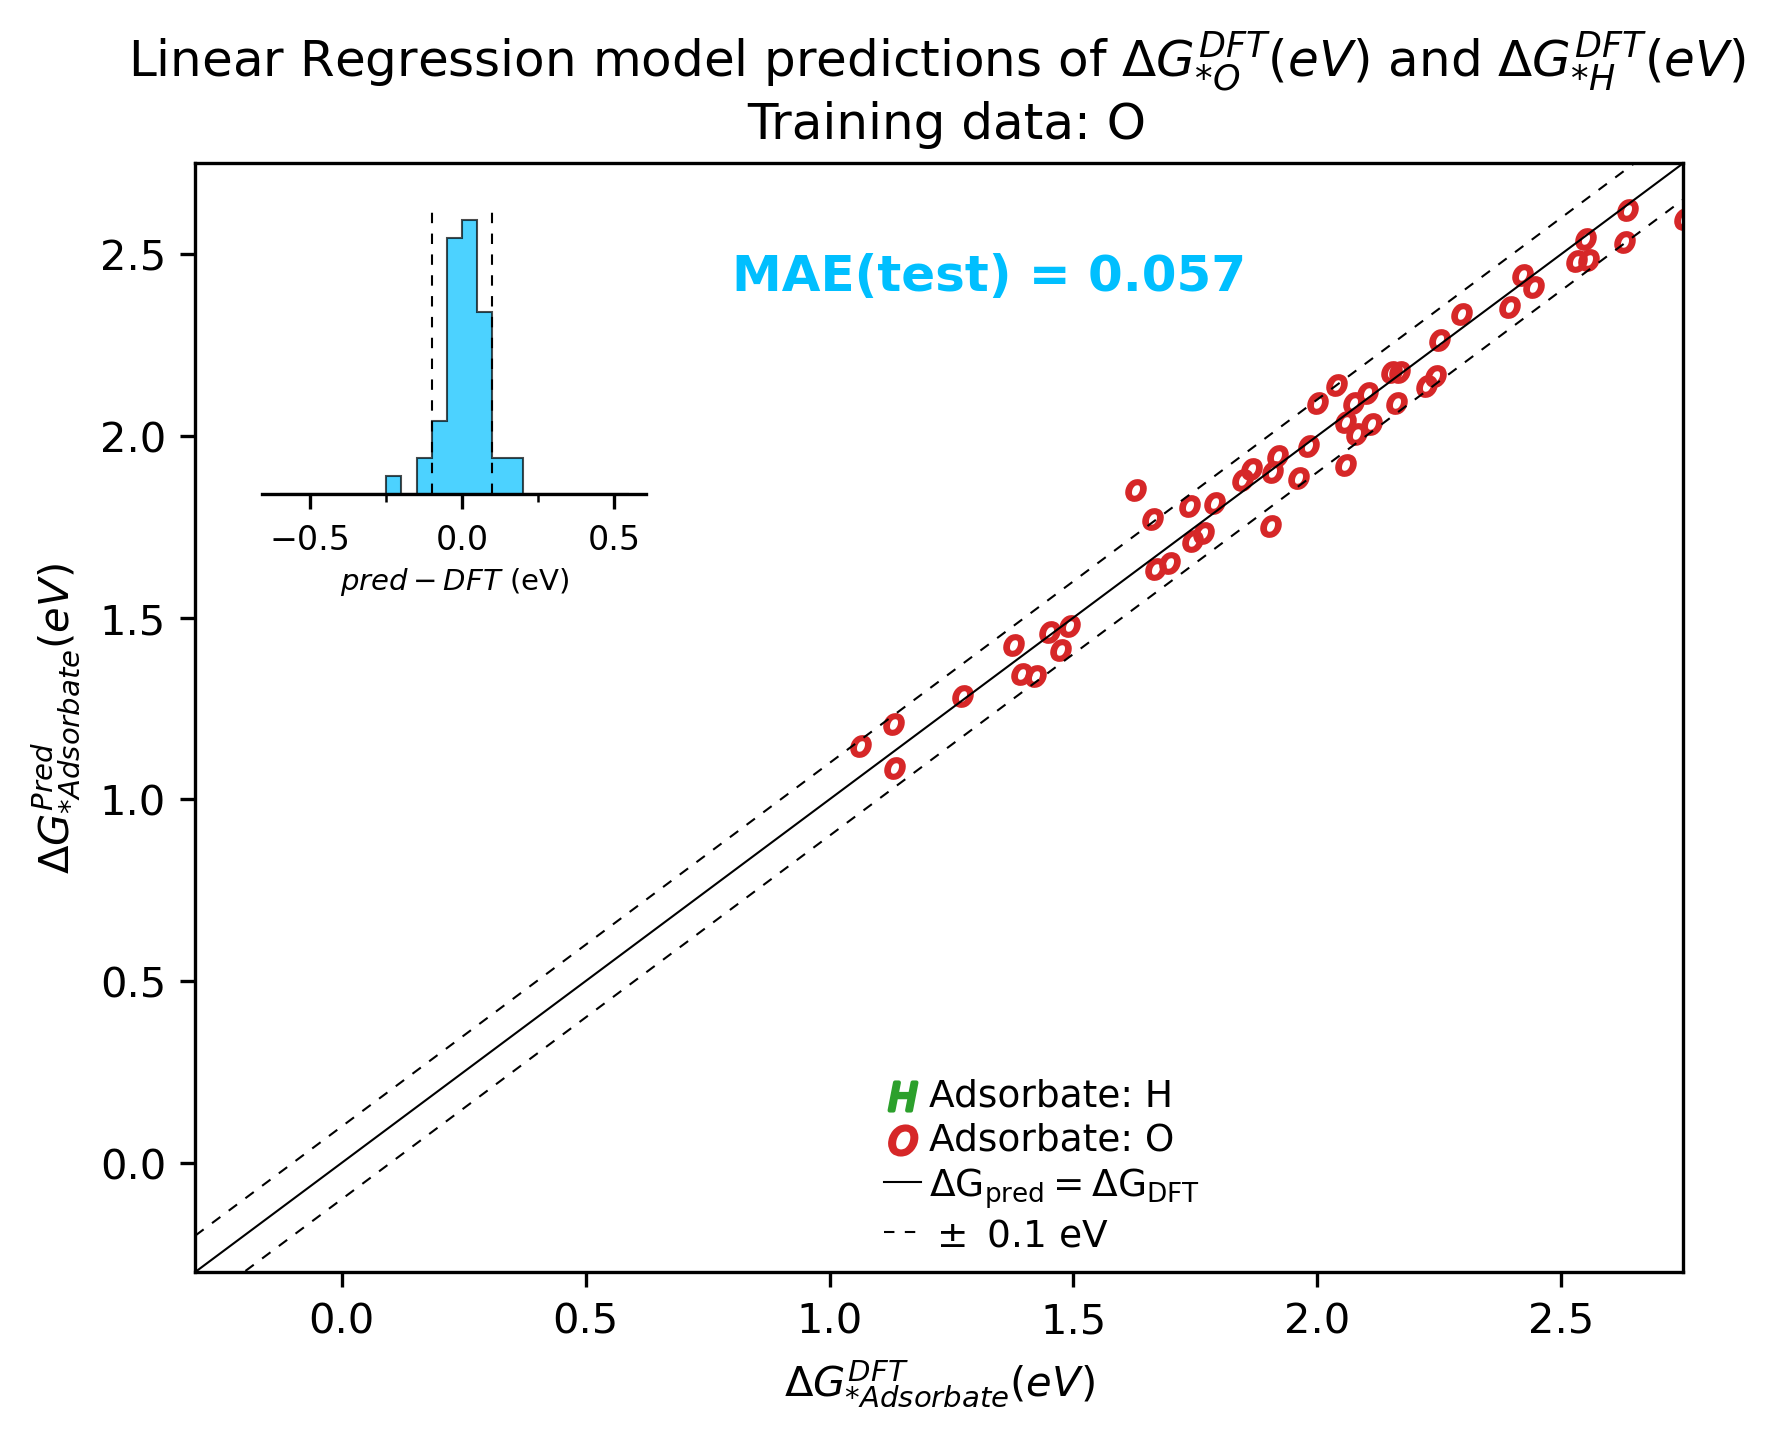 Linear Regression model predictions of ΔG*O^DFT(eV) and ΔG*H^DFT(eV)
Training data: O
MAE(test) = 0.057
2.5
2.0
1.5
1.0
0.5
0.0
−0.5 0.0 0.5
pred − DFT (eV)
ΔG*Adsorbate^Pred(eV)
H Adsorbate: H
O Adsorbate: O
ΔGpred = ΔGDFT
± 0.1 eV
0.0 0.5 1.0 1.5 2.0 2.5
ΔG*Adsorbate^DFT(eV)